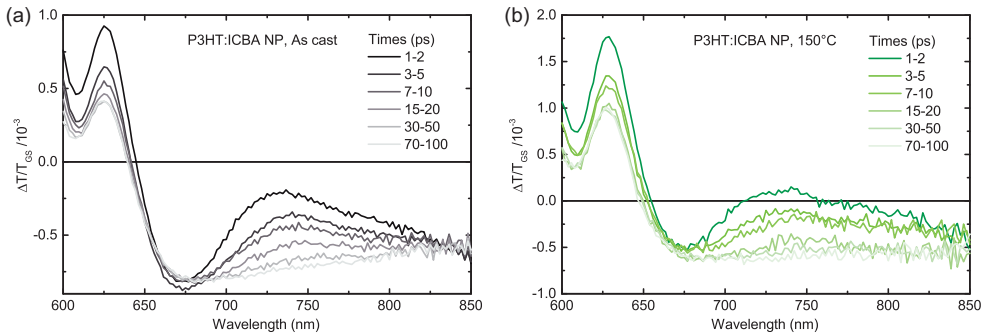 (a)
P3HT:ICBA NP, As cast
Times (ps)
1-2
3-5
7-10
15-20
30-50
70-100
1.0
0.5
0.0
-0.5
ΔT/T_GS /10⁻³
600 650 700 750 800 850
Wavelength (nm)
(b)
P3HT:ICBA NP, 150°C
Times (ps)
1-2
3-5
7-10
15-20
30-50
70-100
2.0
1.5
1.0
0.5
0.0
-0.5
-1.0
ΔT/T_GS /10⁻³
600 650 700 750 800 850
Wavelength (nm)